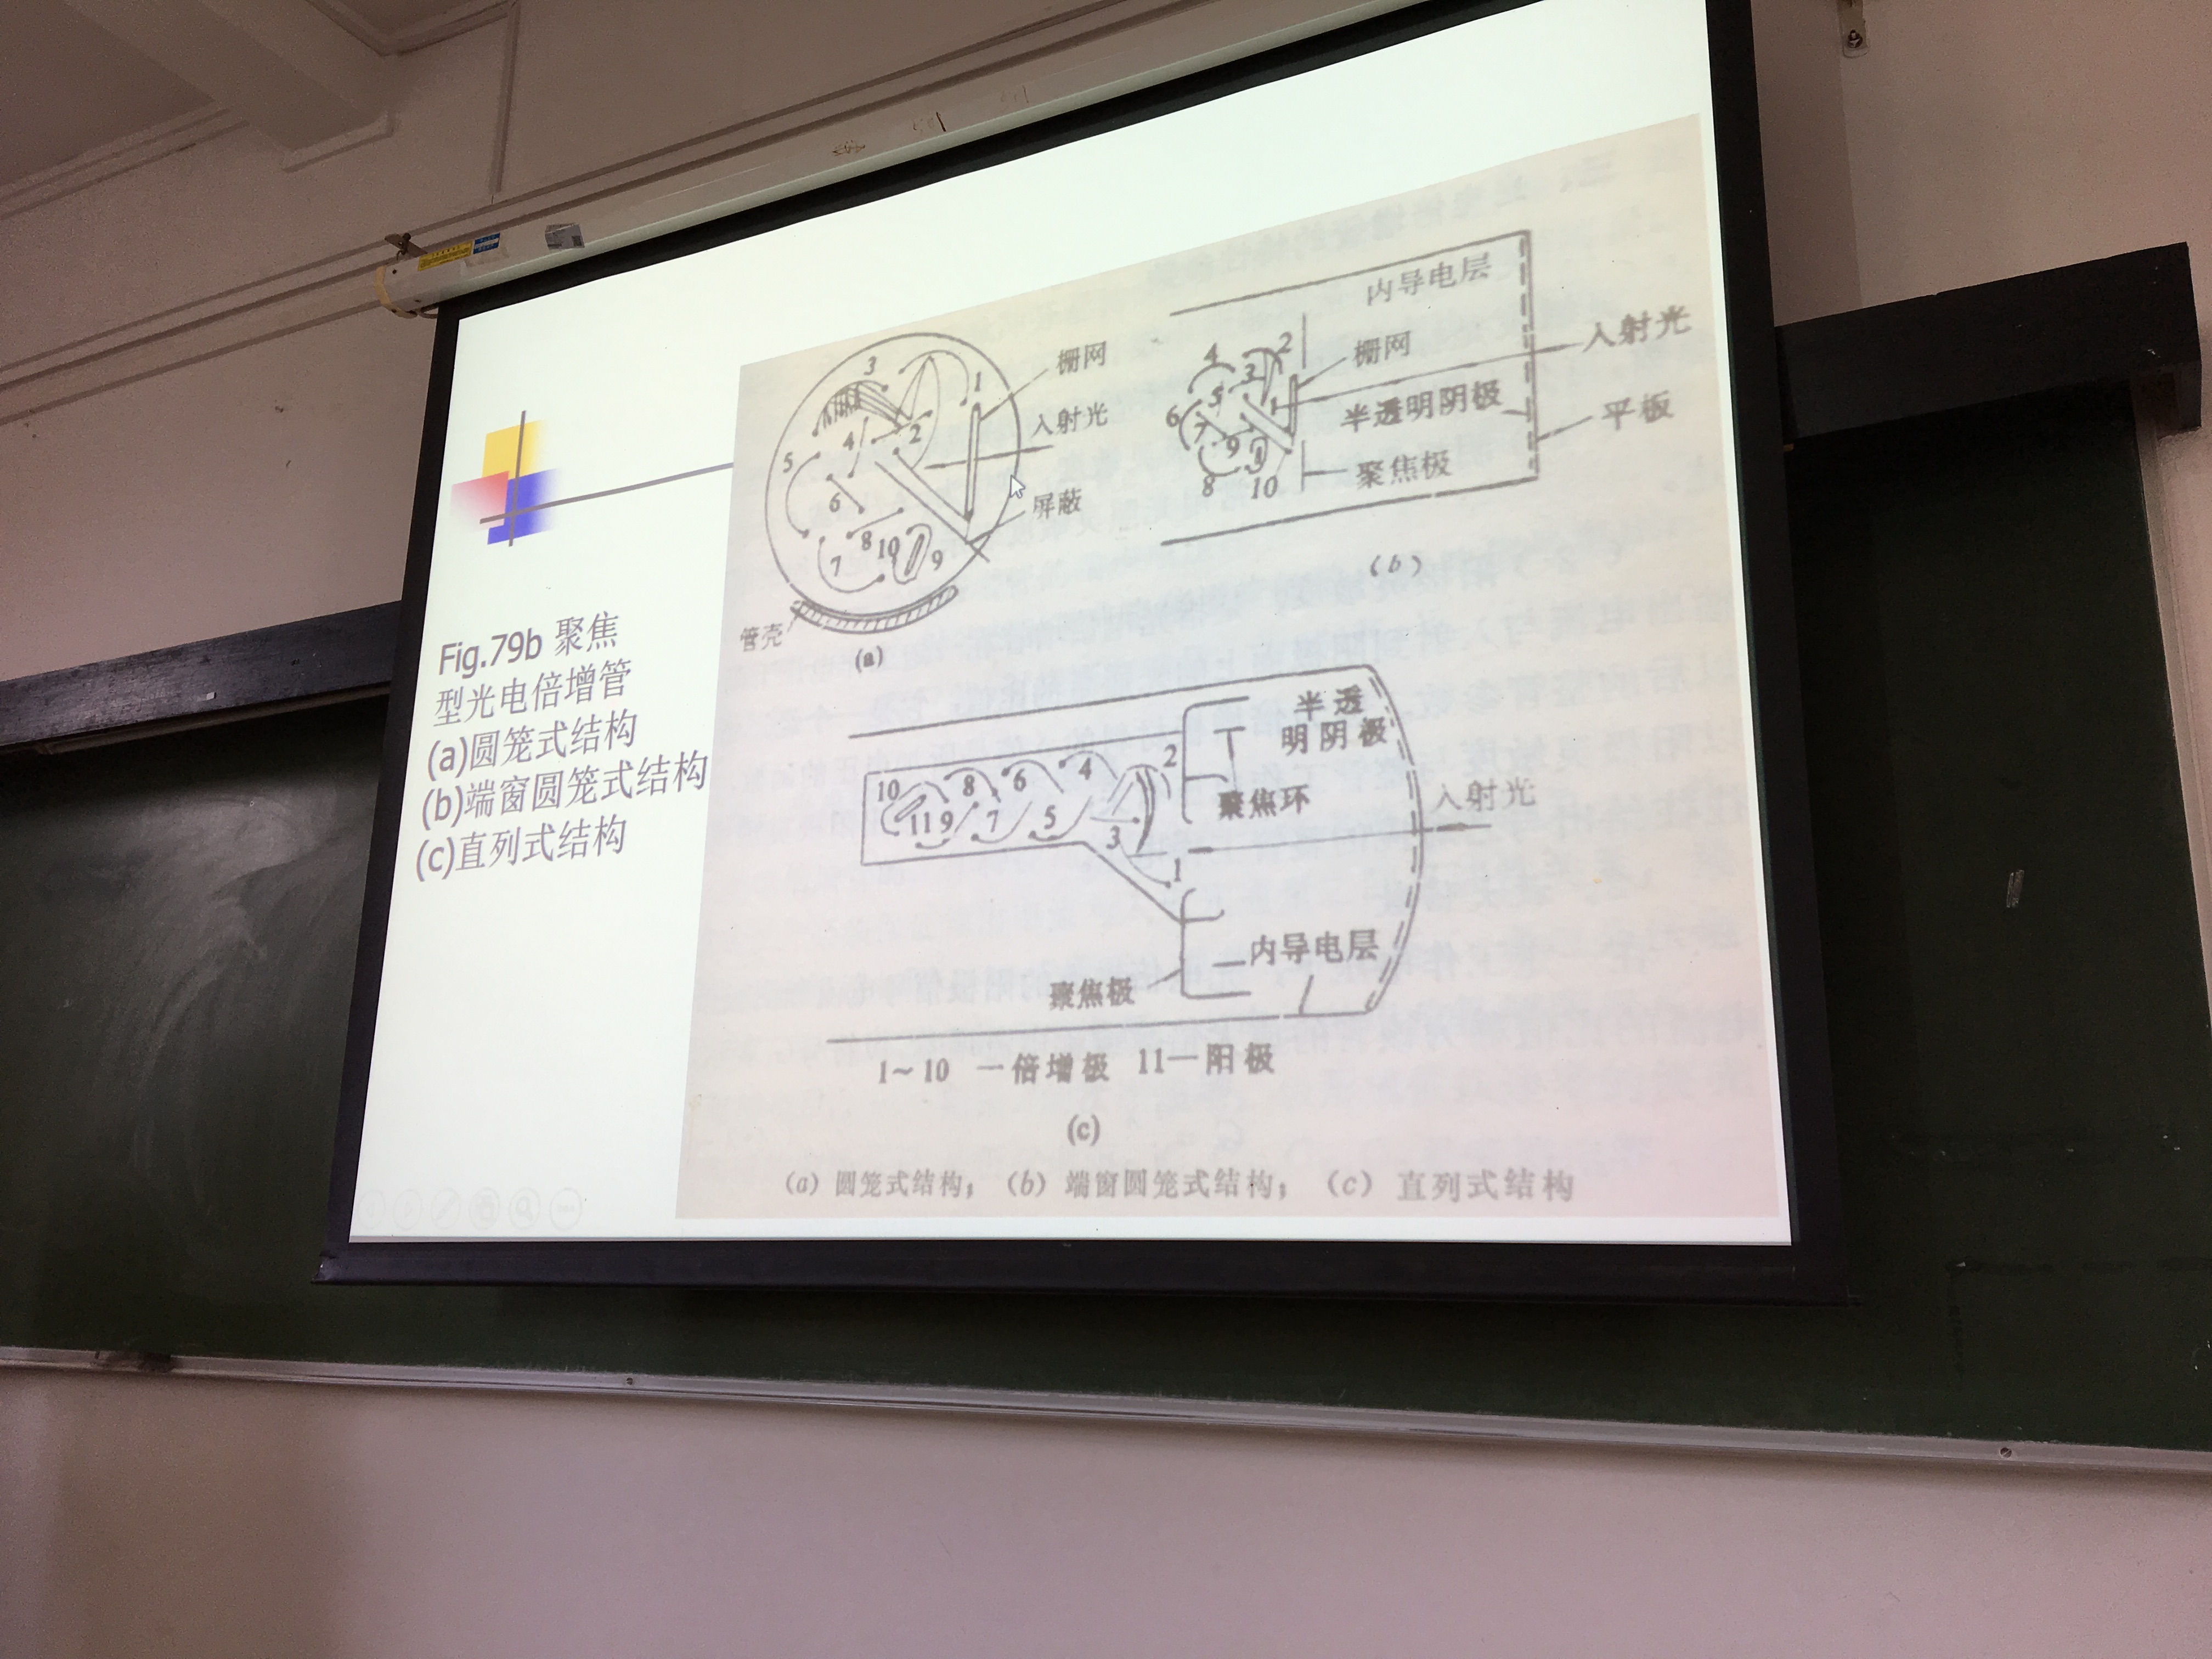 Fig.79b 聚焦
型光电倍增管
(a)圆笼式结构
(b)端窗圆笼式结构
(c)直列式结构
3
1
栅网
入射光
2
4
5
6
屏蔽
8
10
7
9
管壳
(a)
内导电层
入射光
栅网
4
2
3
5
6
7
9
半透明阴极
平板
聚焦极
8
10
(b)
半透
明阴极
2
4
6
8
10
聚焦环
入射光
11
9
7
5
3
1
内导电层
聚焦极
1～10 一倍增极 11—阳极
(c)
(a) 圆笼式结构； (b) 端窗圆笼式结构； (c) 直列式结构